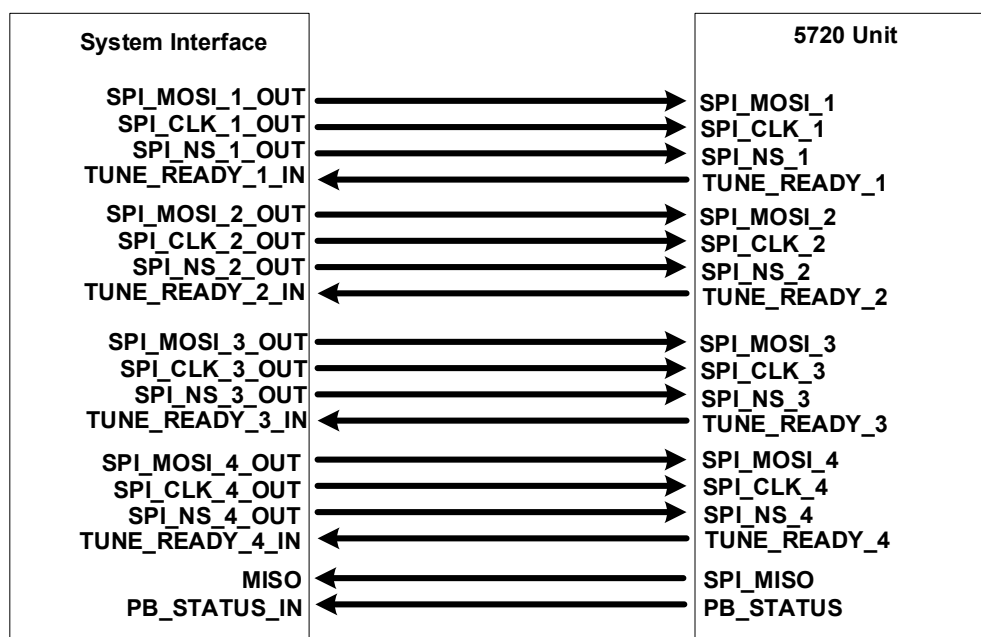 System Interface
5720 Unit
SPI_MOSI_1_OUT
SPI_MOSI_1
SPI_CLK_1_OUT
SPI_CLK_1
SPI_NS_1_OUT
SPI_NS_1
TUNE_READY_1_IN
TUNE_READY_1
SPI_MOSI_2_OUT
SPI_MOSI_2
SPI_CLK_2_OUT
SPI_CLK_2
SPI_NS_2_OUT
SPI_NS_2
TUNE_READY_2_IN
TUNE_READY_2
SPI_MOSI_3_OUT
SPI_MOSI_3
SPI_CLK_3_OUT
SPI_CLK_3
SPI_NS_3_OUT
SPI_NS_3
TUNE_READY_3_IN
TUNE_READY_3
SPI_MOSI_4_OUT
SPI_MOSI_4
SPI_CLK_4_OUT
SPI_CLK_4
SPI_NS_4_OUT
SPI_NS_4
TUNE_READY_4_IN
TUNE_READY_4
MISO
SPI_MISO
PB_STATUS_IN
PB_STATUS